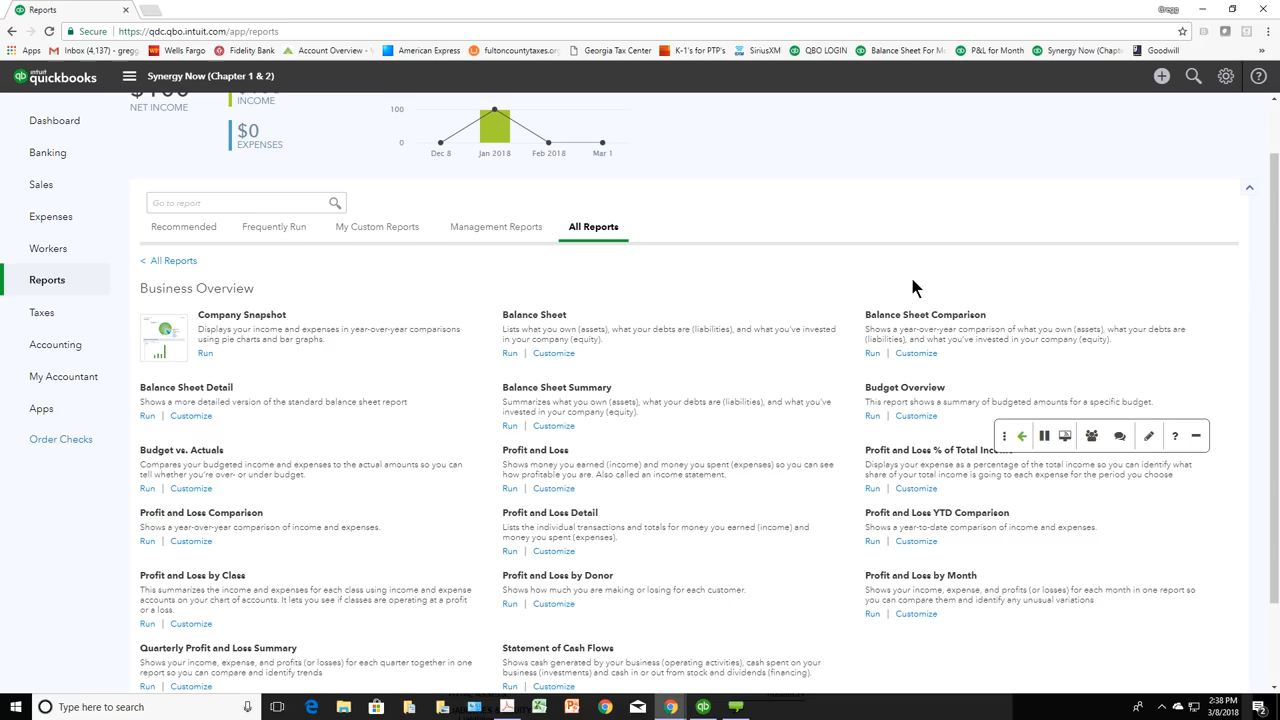 Reports
Gregg
Secure
https://qdc.qbo.intuit.com/app/reports
Apps
Inbox (4,137) - gregg
Wells Fargo
Fidelity Bank
Account Overview -
American Express
fultoncountytaxes.org
Georgia Tax Center
K-1's for PTP's
SiriusXM
QBO LOGIN
Balance Sheet For Mo
P&L for Month
Synergy Now (Chapt
Goodwill
»
intuit
quickbooks
Synergy Now (Chapter 1 & 2)
NET INCOME
INCOME
$0
EXPENSES
100
0
Dec 8 Jan 2018 Feb 2018 Mar 1
Dashboard
Banking
Sales
Expenses
Workers
Reports
Taxes
Accounting
My Accountant
Apps
Order Checks
Go to report
Recommended Frequently Run My Custom Reports Management Reports All Reports
< All Reports
Business Overview
Company Snapshot
Displays your income and expenses in year-over-year comparisons
using pie charts and bar graphs.
Run
Balance Sheet
Lists what you own (assets), what your debts are (liabilities), and what you've invested
in your company (equity).
Run | Customize
Balance Sheet Comparison
Shows a year-over-year comparison of what you own (assets), what your debts are
(liabilities), and what you've invested in your company (equity).
Run | Customize
Balance Sheet Detail
Shows a more detailed version of the standard balance sheet report
Run | Customize
Balance Sheet Summary
Summarizes what you own (assets), what your debts are (liabilities), and what you've
invested in your company (equity).
Run | Customize
Budget Overview
This report shows a summary of budgeted amounts for a specific budget.
Run | Customize
Budget vs. Actuals
Compares your budgeted income and expenses to the actual amounts so you can
tell whether you're over- or under-budget.
Run | Customize
Profit and Loss
Shows money you earned (income) and money you spent (expenses) so you can see
how profitable you are. Also called an income statement.
Run | Customize
Profit and Loss % of Total Income
Displays your expense as a percentage of the total income so you can identify what
share of your total income is going to each expense for the period you choose
Run | Customize
Profit and Loss Comparison
Shows a year-over-year comparison of income and expenses.
Run | Customize
Profit and Loss Detail
Lists the individual transactions and totals for money you earned (income) and
money you spent (expenses).
Run | Customize
Profit and Loss YTD Comparison
Shows a year-to-date comparison of income and expenses.
Run | Customize
Profit and Loss by Class
This summarizes the income and expenses for each class using income and expense
accounts on your chart of accounts. It lets you see if classes are operating at a profit
or a loss.
Run | Customize
Profit and Loss by Donor
Shows how much you are making or losing for each customer.
Run | Customize
Profit and Loss by Month
Shows your income, expense, and profits (or losses) for each month in one report so
you can compare them and identify any unusual variations
Run | Customize
Quarterly Profit and Loss Summary
Shows your income, expense, and profits (or losses) for each quarter together in one
report so you can compare and identify trends
Run | Customize
Statement of Cash Flows
Shows cash generated by your business (operating activities), cash spent on your
business (investments) and cash in or out from stock and dividends (financing).
Run | Customize
Type here to search
2:38 PM
3/8/2018
2